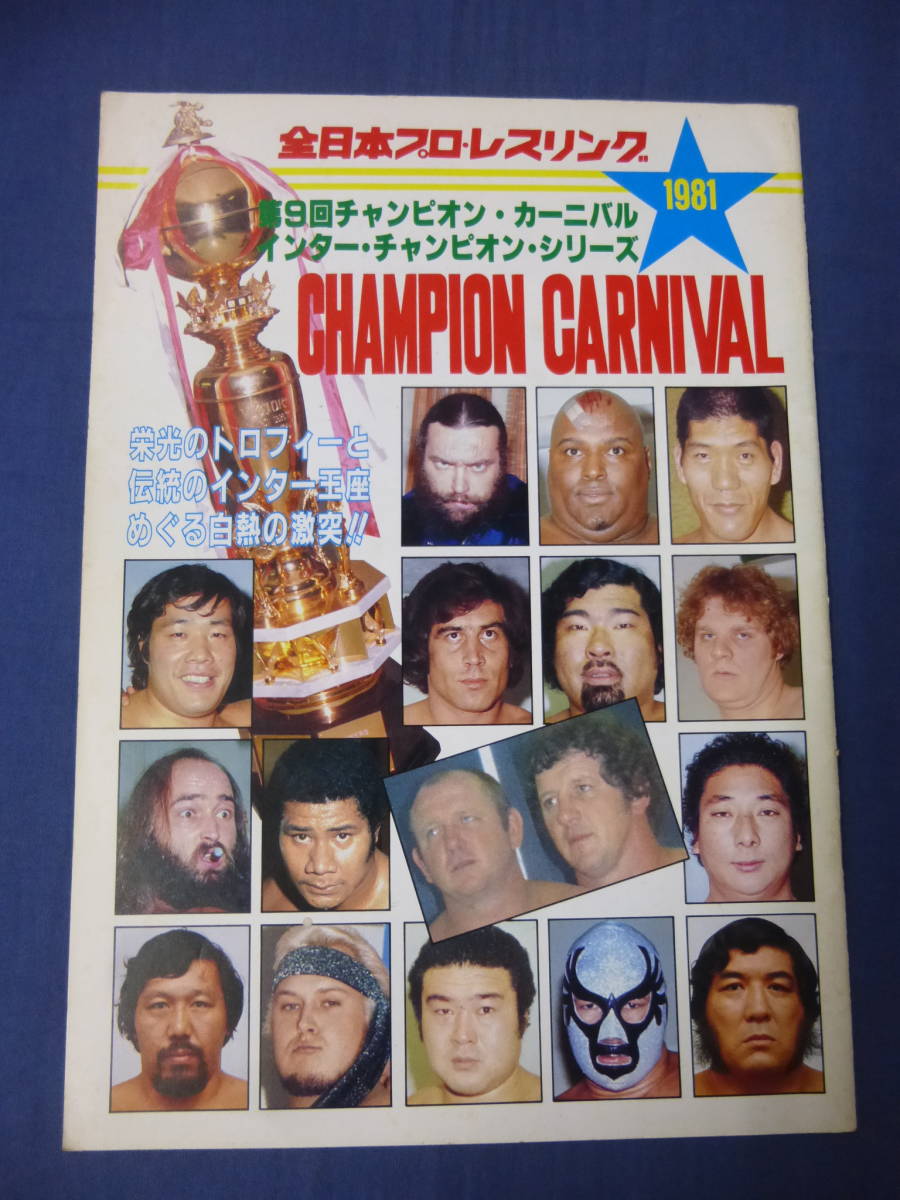 全日本プロ・レスリング
1981
第9回チャンピオン・カーニバル
インター・チャンピオン・シリーズ
CHAMPION CARNIVAL
栄光のトロフィーと
伝統のインター王座
めぐる白熱の激突!!